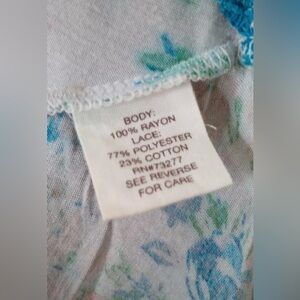 BODY:
100% RAYON
LACE:
77% POLYESTER
23% COTTON
RN#73277
SEE REVERSE
FOR CARE